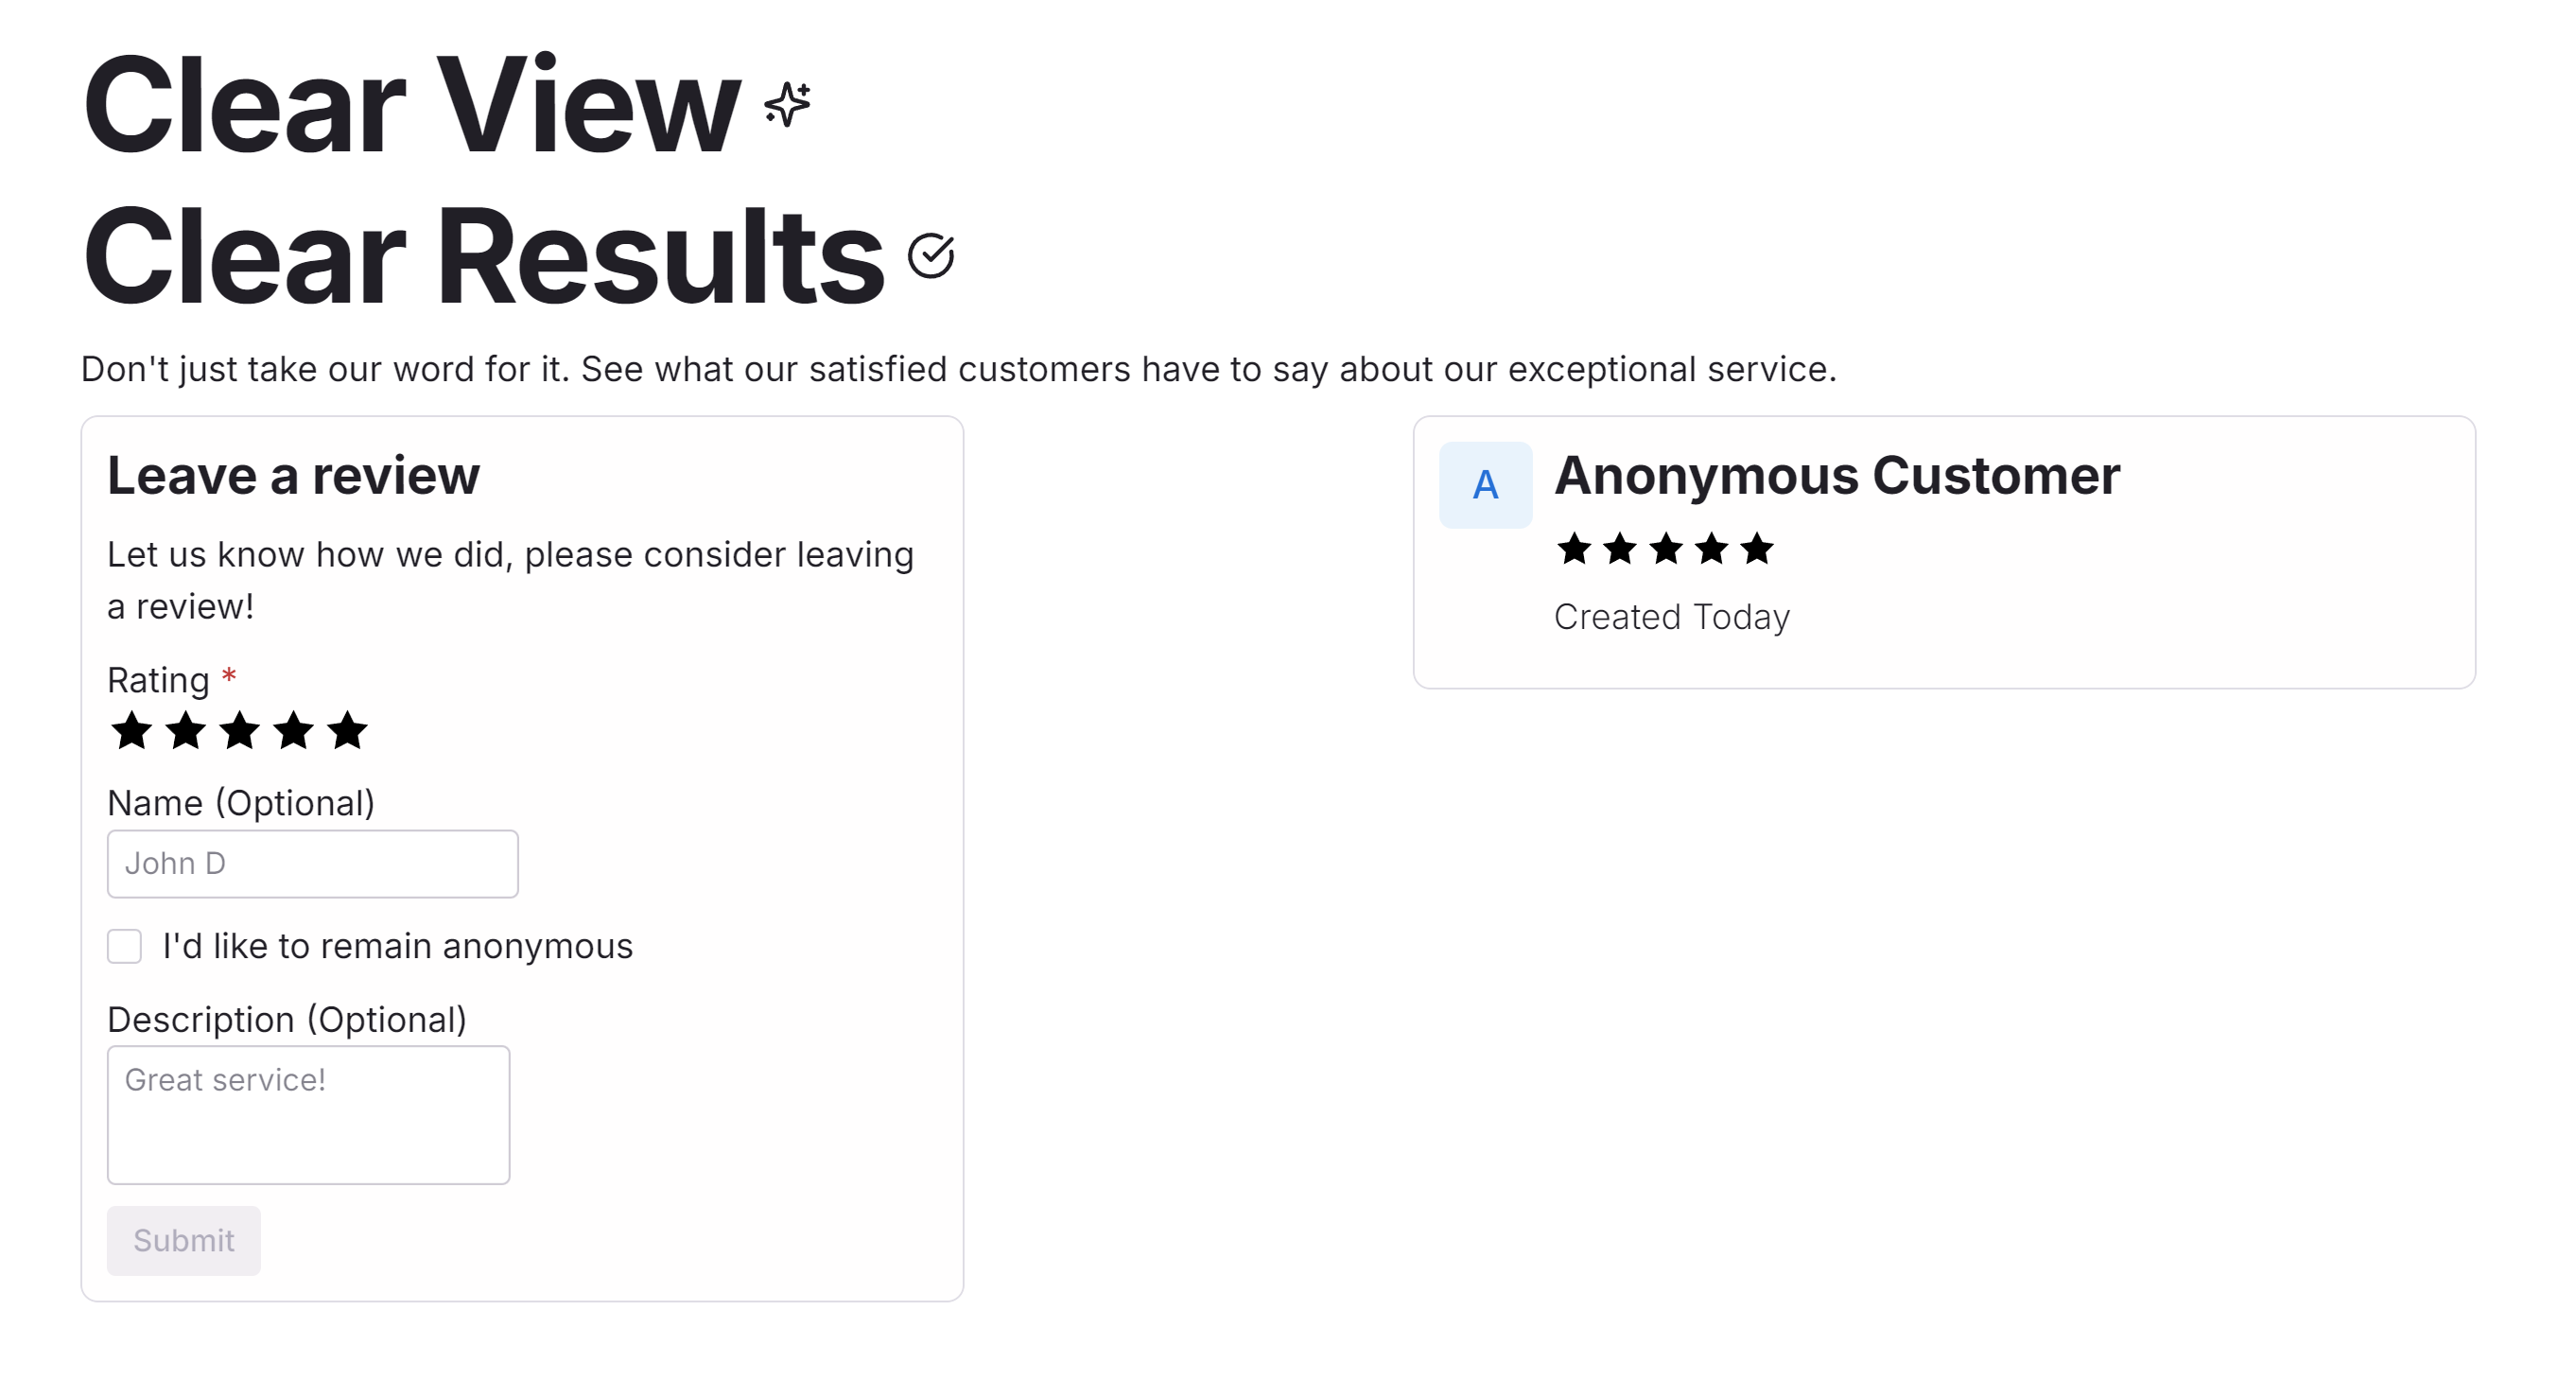 Clear View
Clear Results
Don't just take our word for it. See what our satisfied customers have to say about our exceptional service.
Leave a review
Let us know how we did, please consider leaving
a review!
Rating *
Name (Optional)
John D
I'd like to remain anonymous
Description (Optional)
Great service!
Submit
A
Anonymous Customer
Created Today